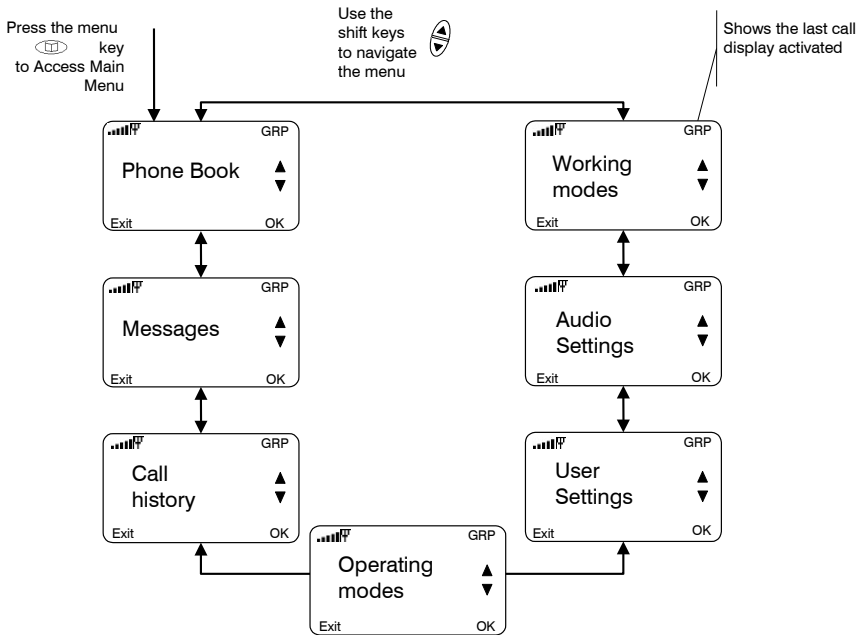 Press the menu
key
to Access Main
Menu
Use the
shift keys
to navigate
the menu
Shows the last call
display activated
GRP
Phone Book
Exit OK
GRP
Working
modes
Exit OK
GRP
Messages
Exit OK
GRP
Audio
Settings
Exit OK
GRP
Call
history
Exit OK
GRP
User
Settings
Exit OK
GRP
Operating
modes
Exit OK